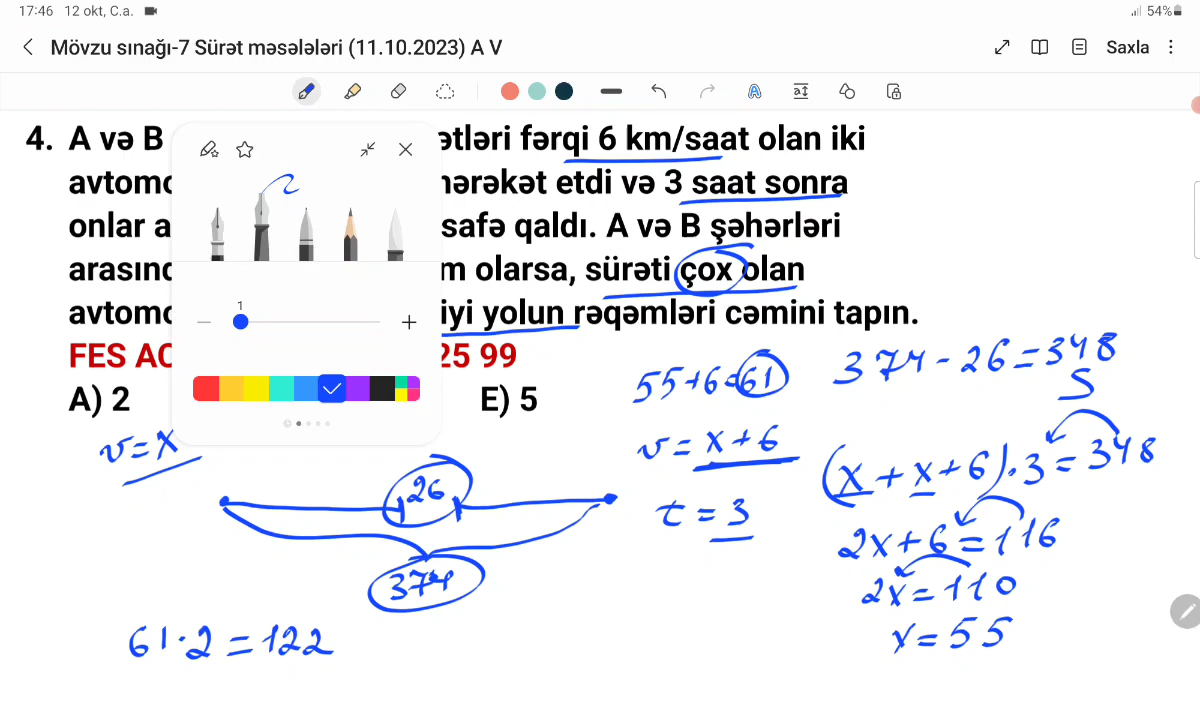 17:46 12 okt, C.a. 54%
Mövzu sınağı-7 Sürət məsələləri (11.10.2023) A V Saxla
4. A və B ətləri fərqi 6 km/saat olan iki
avtomo hərəkət etdi və 3 saat sonra
onlar a safə qaldı. A və B şəhərləri
arasınd m olarsa, sürəti çox olan
avtomo iyi yolun rəqəmləri cəmini tapın.
FES AC 25 99
A) 2 E) 5
1
v=x
55+6=61
374-26=348
S
v=x+6
(x+x+6).3=348
26
t=3
2x+6=116
374
2x=110
61·2=122
x=55